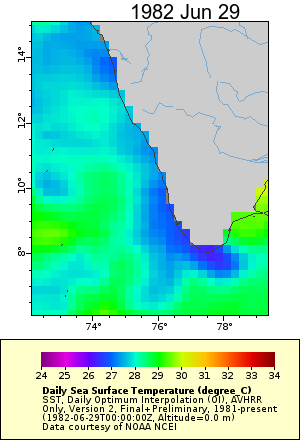 1982 Jun 29
14°
12°
10°
8°
74° 76° 78°
24 25 26 27 28 29 30 31 32 33 34
Daily Sea Surface Temperature (degree_C)
SST, Daily Optimum Interpolation (OI), AVHRR
Only, Version 2, Final+Preliminary, 1981-present
(1982-06-29T00:00:00Z, Altitude=0.0 m)
Data courtesy of NOAA NCEI